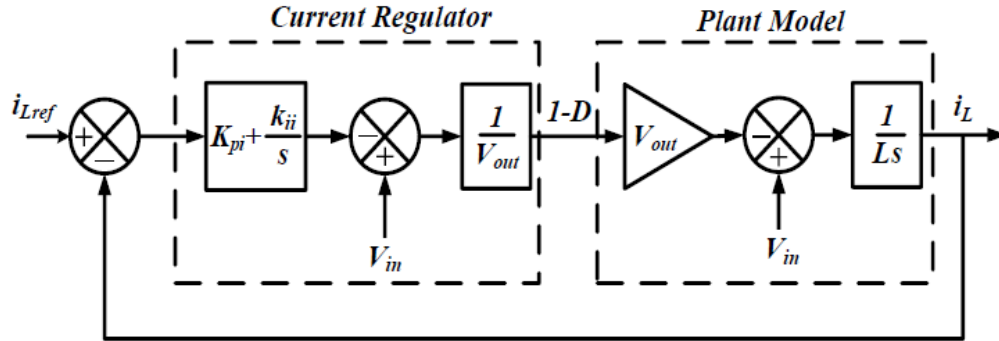 Current Regulator
Plant Model
i_Lref
+
−
K_pi + k_ii/s
−
+
V_in
1/V_out
1-D
V_out
−
+
V_in
1/Ls
i_L